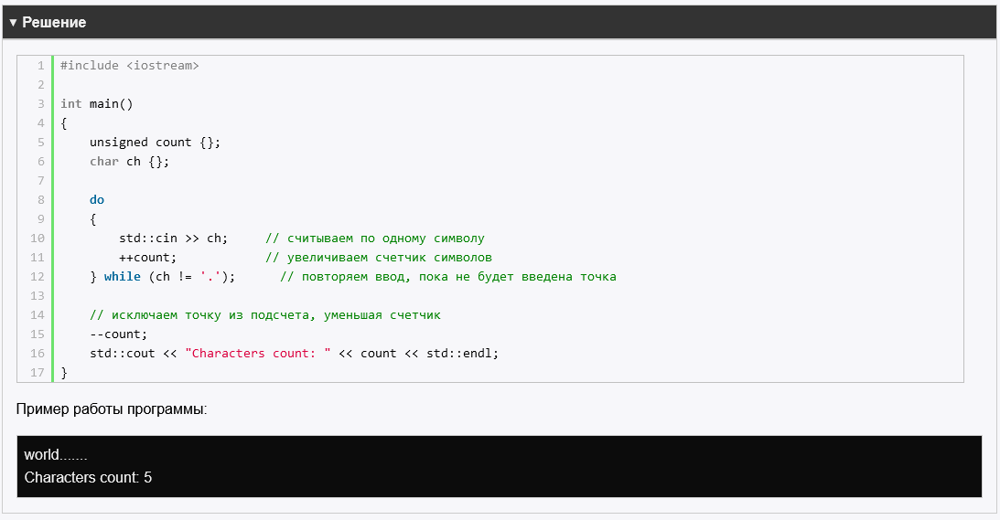 ▼ Решение
1 #include <iostream>
2
3 int main()
4 {
5     unsigned count {};
6     char ch {};
7
8     do
9     {
10         std::cin >> ch;     // считываем по одному символу
11         ++count;            // увеличиваем счетчик символов
12     } while (ch != '.');      // повторяем ввод, пока не будет введена точка
13
14     // исключаем точку из подсчета, уменьшая счетчик
15     --count;
16     std::cout << "Characters count: " << count << std::endl;
17 }
Пример работы программы:
world.......
Characters count: 5